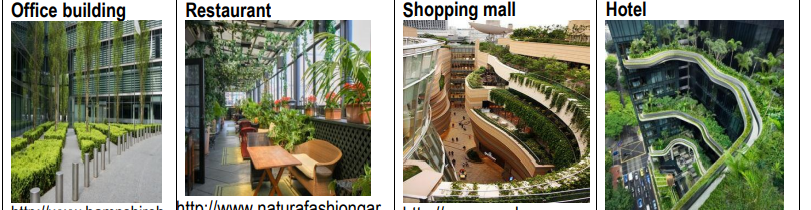 Office building
Restaurant
Shopping mall
Hotel
http://www.naturafashiongar